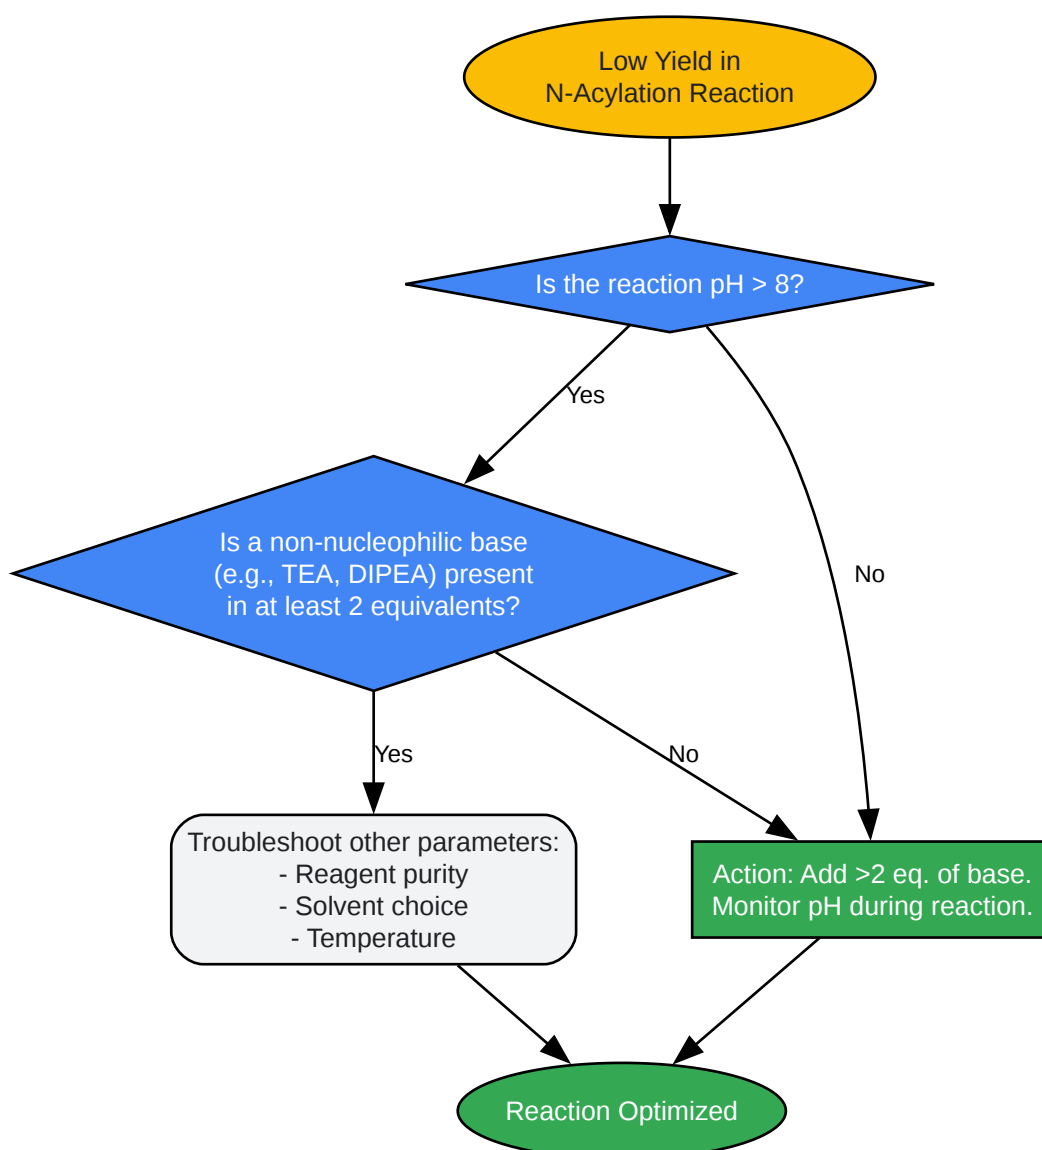 Low Yield in
N-Acylation Reaction
Is the reaction pH > 8?
Yes
Is a non-nucleophilic base
(e.g., TEA, DIPEA) present
in at least 2 equivalents?
No
Yes
No
Troubleshoot other parameters:
- Reagent purity
- Solvent choice
- Temperature
Action: Add >2 eq. of base.
Monitor pH during reaction.
Reaction Optimized